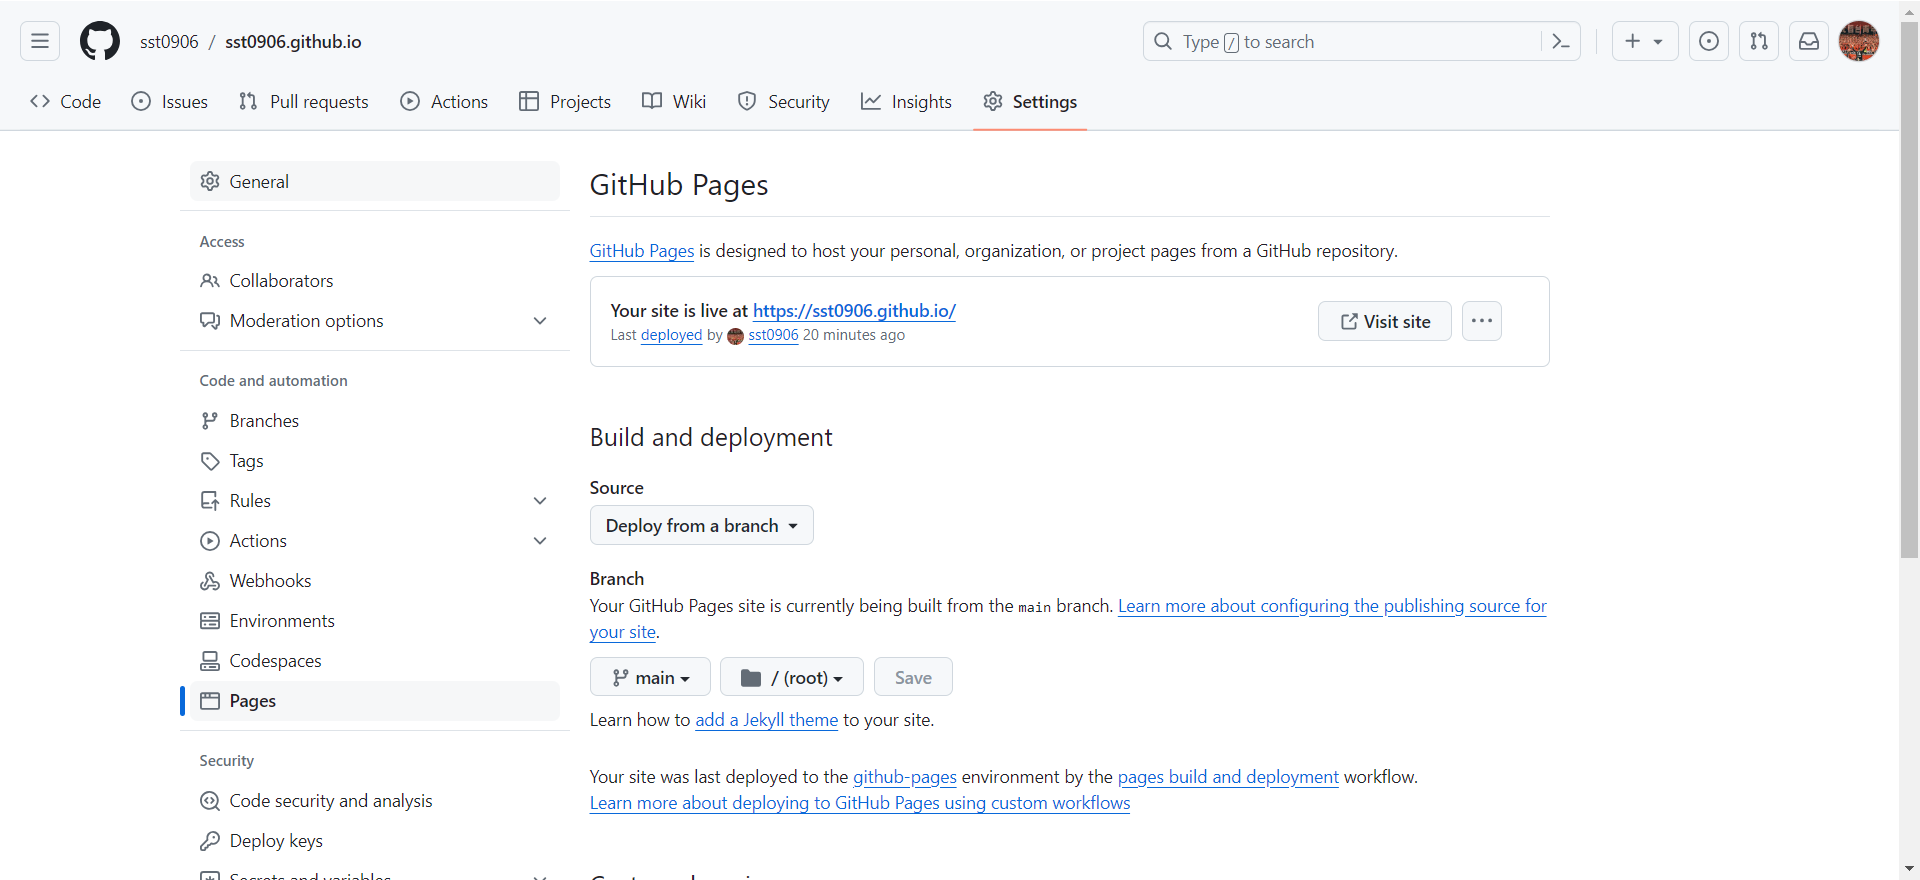 sst0906 / sst0906.github.io
Type / to search
Code Issues Pull requests Actions Projects Wiki Security Insights Settings
General
Access
Collaborators
Moderation options
Code and automation
Branches
Tags
Rules
Actions
Webhooks
Environments
Codespaces
Pages
Security
Code security and analysis
Deploy keys
Secrets and variables
GitHub Pages
GitHub Pages is designed to host your personal, organization, or project pages from a GitHub repository.
Your site is live at https://sst0906.github.io/
Last deployed by sst0906 20 minutes ago
Visit site
Build and deployment
Source
Deploy from a branch
Branch
Your GitHub Pages site is currently being built from the main branch. Learn more about configuring the publishing source for
your site.
main / (root) Save
Learn how to add a Jekyll theme to your site.
Your site was last deployed to the github-pages environment by the pages build and deployment workflow.
Learn more about deploying to GitHub Pages using custom workflows